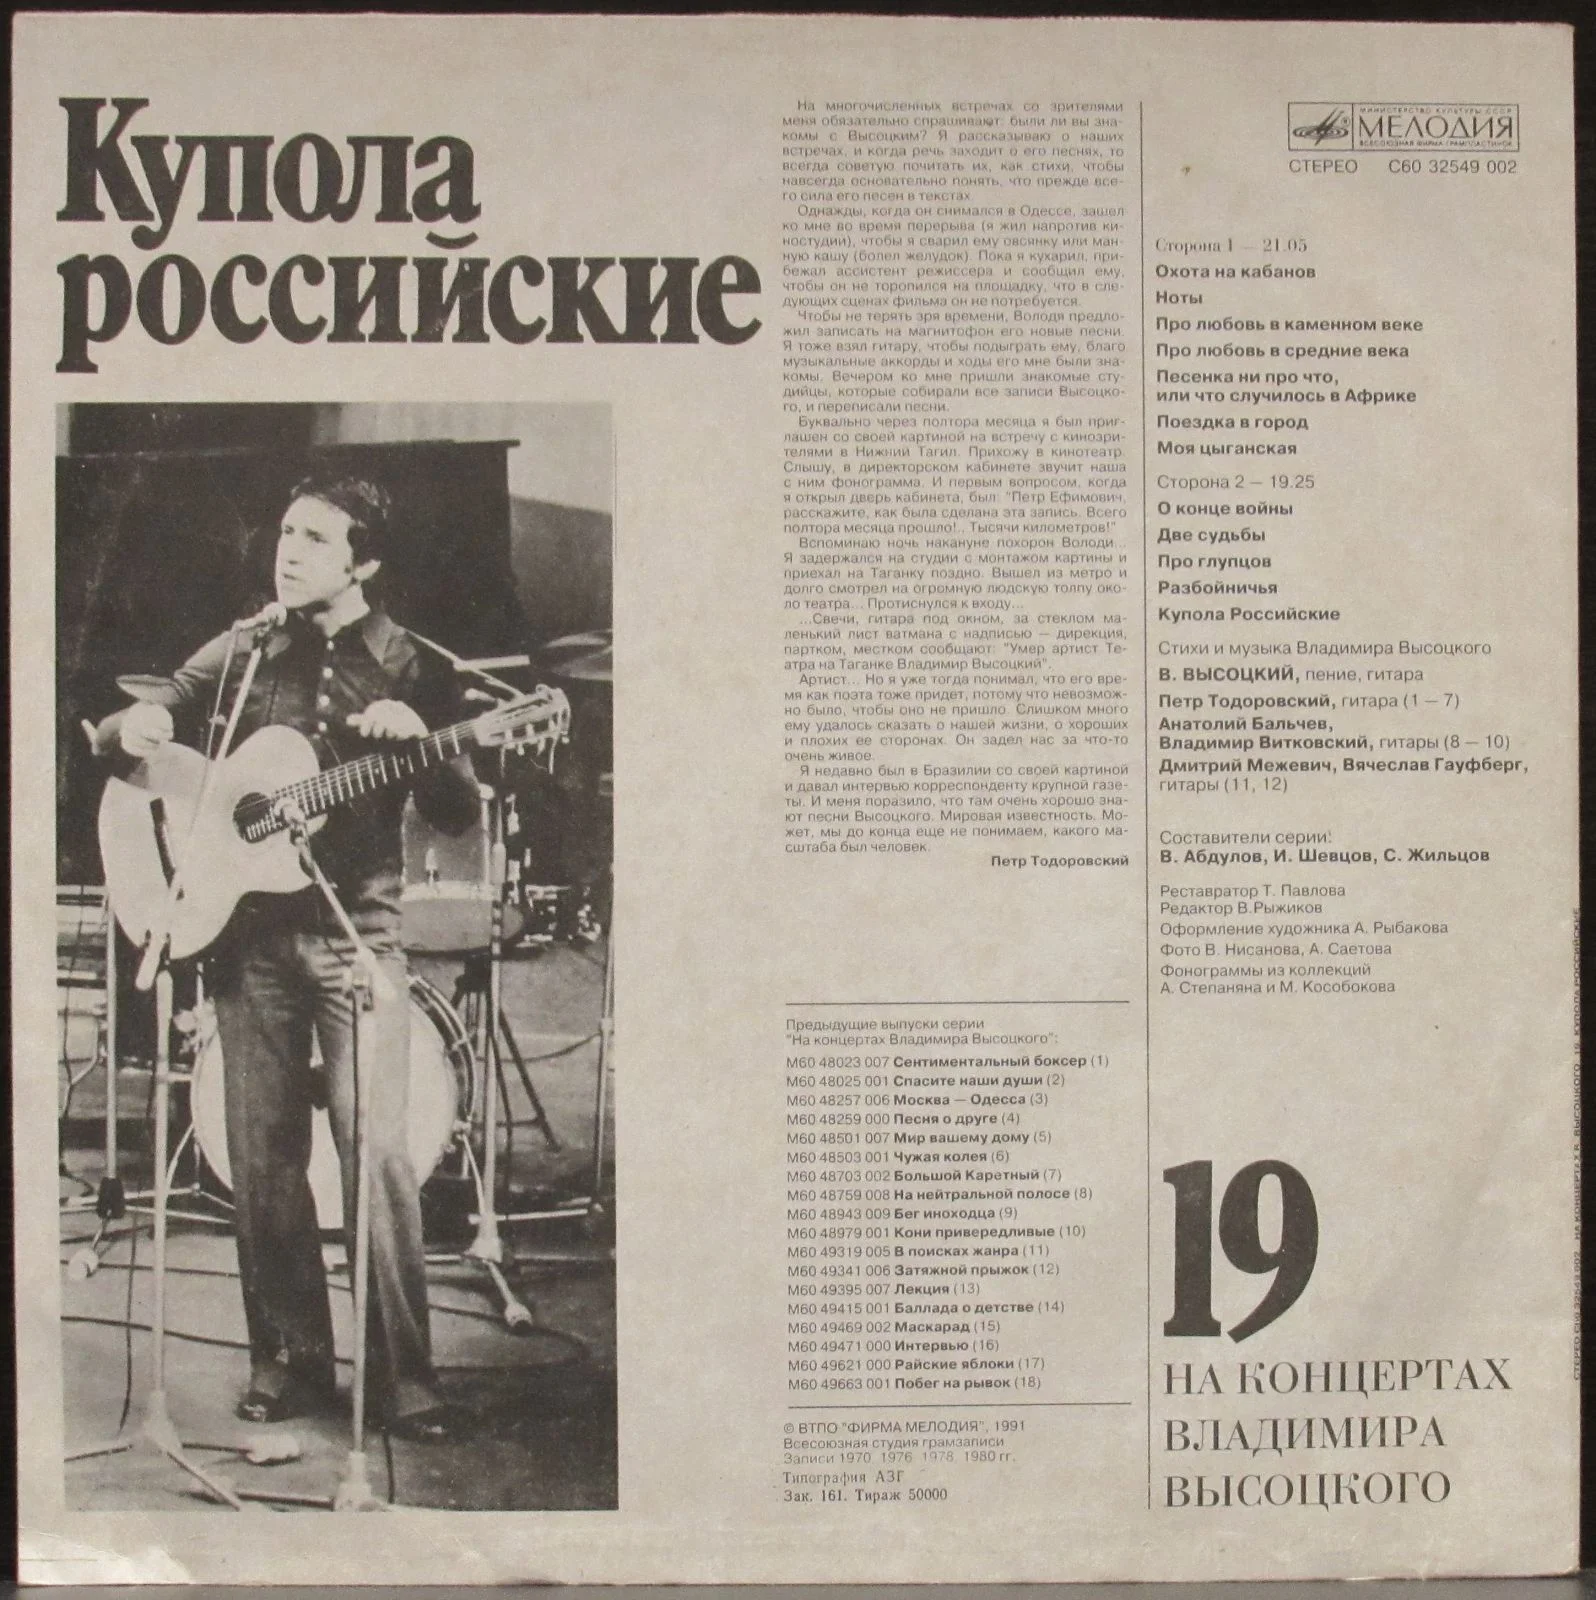 Купола
российские
На многочисленных встречах со зрителями
меня обязательно спрашивают: были ли вы зна-
комы с Высоцким? Я рассказываю о наших
встречах, и когда речь заходит о его песнях, то
всегда советую почитать их, как стихи, чтобы
навсегда основательно понять, что прежде все-
го сила его песен в текстах.
Однажды, когда он снимался в Одессе, зашел
ко мне во время перерыва (я жил напротив ки-
ностудии), чтобы я сварил ему овсянку или ман-
ную кашу (болел желудок). Пока я кухарил, при-
бежал ассистент режиссера и сообщил ему,
чтобы он не торопился на площадку, что в сле-
дующих сценах фильма он не потребуется.
Чтобы не терять зря времени, Володя предло-
жил записать на магнитофон его новые песни.
Я тоже взял гитару, чтобы подыграть ему, благо
музыкальные аккорды и ходы его мне были зна-
комы. Вечером ко мне пришли знакомые сту-
дийцы, которые собирали все записи Высоцко-
го, и переписали песни.
Буквально через полтора месяца я был приг-
лашен со своей картиной на встречу с кинозри-
телями в Нижний Тагил. Прихожу в кинотеатр.
Слышу, в директорском кабинете звучит наша
с ним фонограмма. И первым вопросом, когда
я открыл дверь кабинета, был: "Петр Ефимович,
расскажите, как была сделана эта запись. Всего
полтора месяца прошло!.. Тысячи километров!"
Вспоминаю ночь накануне похорон Володи...
Я задержался на студии с монтажом картины и
приехал на Таганку поздно. Вышел из метро и
долго смотрел на огромную людскую толпу око-
ло театра... Протиснулся к входу...
...Свечи, гитара под окном, за стеклом ма-
ленький лист ватмана с надписью — дирекция,
партком, местком сообщают: "Умер артист Те-
атра на Таганке Владимир Высоцкий".
Артист... Но я уже тогда понимал, что его вре-
мя как поэта тоже придет, потому что невозмож-
но было, чтобы оно не пришло. Слишком много
ему удалось сказать о нашей жизни, о хороших
и плохих ее сторонах. Он задел нас за что-то
очень живое.
Я недавно был в Бразилии со своей картиной
и давал интервью корреспонденту крупной газе-
ты. И меня поразило, что там очень хорошо зна-
ют песни Высоцкого. Мировая известность. Мо-
жет, мы до конца еще не понимаем, какого ма-
сштаба был человек.
Петр Тодоровский
Предыдущие выпуски серии
"На концертах Владимира Высоцкого":
М60 48023 007 Сентиментальный боксер (1)
М60 48025 001 Спасите наши души (2)
М60 48257 006 Москва — Одесса (3)
М60 48259 000 Песня о друге (4)
М60 48501 007 Мир вашему дому (5)
М60 48503 001 Чужая колея (6)
М60 48703 002 Большой Каретный (7)
М60 48759 008 На нейтральной полосе (8)
М60 48943 009 Бег иноходца (9)
М60 48979 001 Кони привередливые (10)
М60 49319 005 В поисках жанра (11)
М60 49341 006 Затяжной прыжок (12)
М60 49395 007 Лекция (13)
М60 49415 001 Баллада о детстве (14)
М60 49469 002 Маскарад (15)
М60 49471 000 Интервью (16)
М60 49621 000 Райские яблоки (17)
М60 49663 001 Побег на рывок (18)
© ВТПО "ФИРМА МЕЛОДИЯ", 1991
Всесоюзная студия грамзаписи
Записи 1970, 1976, 1978, 1980 гг.
Типография АЗГ
Зак. 161. Тираж 50000
МИНИСТЕРСТВО КУЛЬТУРЫ СССР
МЕЛОДИЯ
ВСЕСОЮЗНАЯ ФИРМА ГРАМПЛАСТИНОК
СТЕРЕО С60 32549 002
Сторона 1 — 21.05
Охота на кабанов
Ноты
Про любовь в каменном веке
Про любовь в средние века
Песенка ни про что,
или что случилось в Африке
Поездка в город
Моя цыганская
Сторона 2 — 19.25
О конце войны
Две судьбы
Про глупцов
Разбойничья
Купола Российские
Стихи и музыка Владимира Высоцкого
В. ВЫСОЦКИЙ, пение, гитара
Петр Тодоровский, гитара (1 — 7)
Анатолий Бальчев,
Владимир Витковский, гитары (8 — 10)
Дмитрий Межевич, Вячеслав Гауфберг,
гитары (11, 12)
Составители серии:
В. Абдулов, И. Шевцов, С. Жильцов
Реставратор Т. Павлова
Редактор В.Рыжиков
Оформление художника А. Рыбакова
Фото В. Нисанова, А. Саетова
Фонограммы из коллекций
А. Степаняна и М. Кособокова
19
НА КОНЦЕРТАХ
ВЛАДИМИРА
ВЫСОЦКОГО
СТЕРЕО С60 32549 002 НА КОНЦЕРТАХ В. ВЫСОЦКОГО 19 КУПОЛА РОССИЙСКИЕ